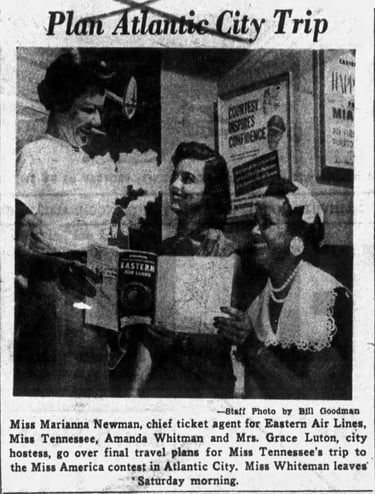 Plan Atlantic City Trip
COURTESY
INSPIRES
CONFIDENCE
MIA
EASTERN
AIR LINES
—Staff Photo by Bill Goodman
Miss Marianna Newman, chief ticket agent for Eastern Air Lines,
Miss Tennessee, Amanda Whitman and Mrs. Grace Luton, city
hostess, go over final travel plans for Miss Tennessee's trip to
the Miss America contest in Atlantic City. Miss Whiteman leaves
Saturday morning.